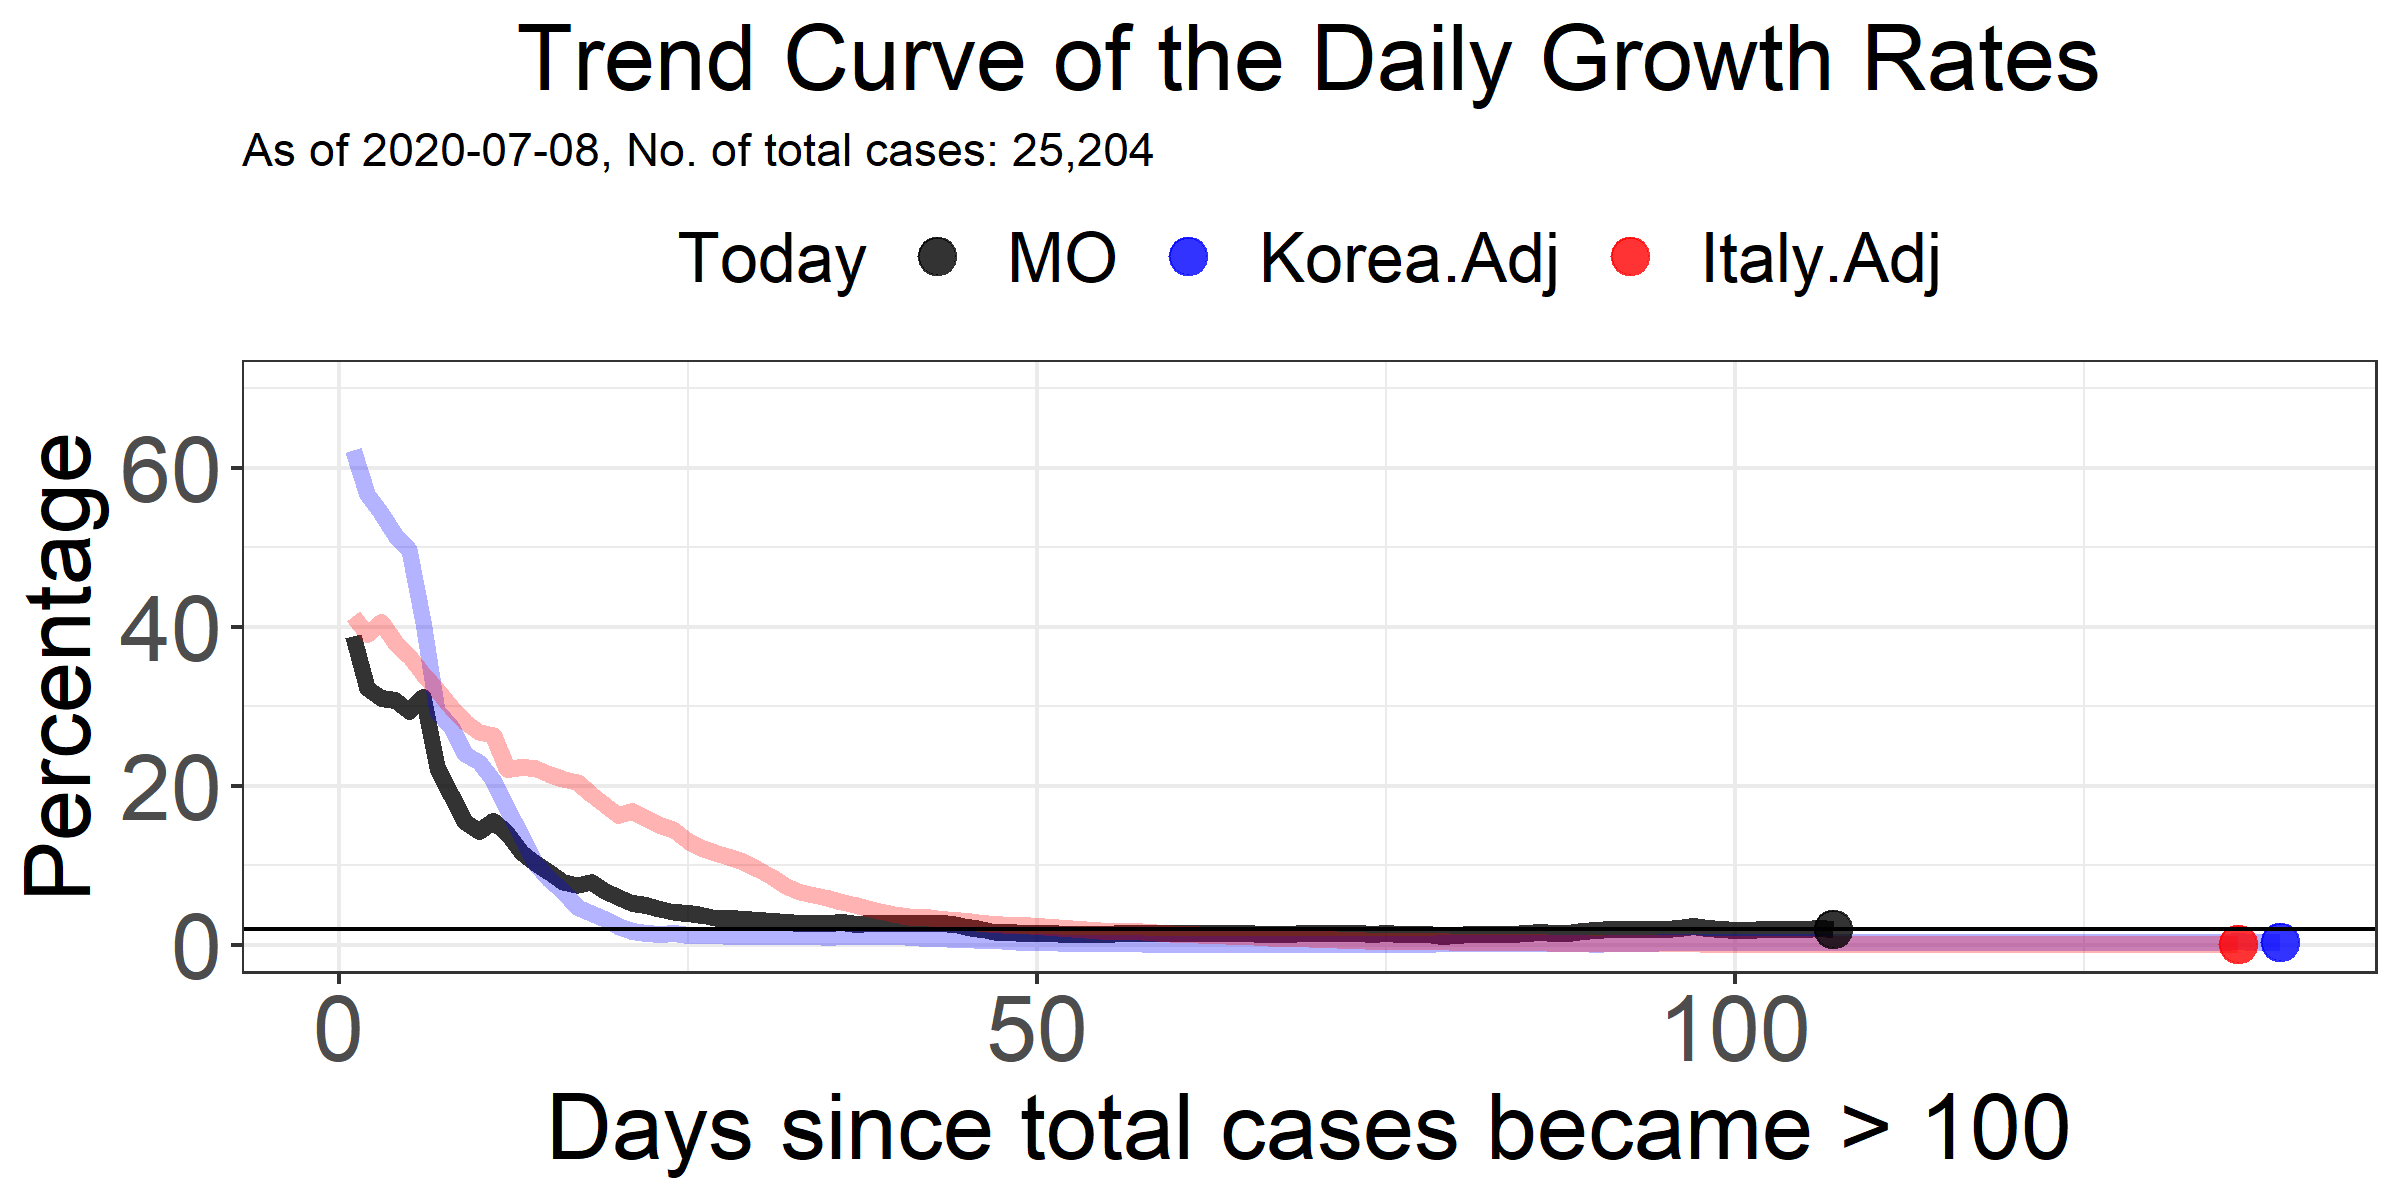 Trend Curve of the Daily Growth Rates
As of 2020-07-08, No. of total cases: 25,204
Today MO Korea.Adj Italy.Adj
Percentage
60
40
20
0
0 50 100
Days since total cases became > 100